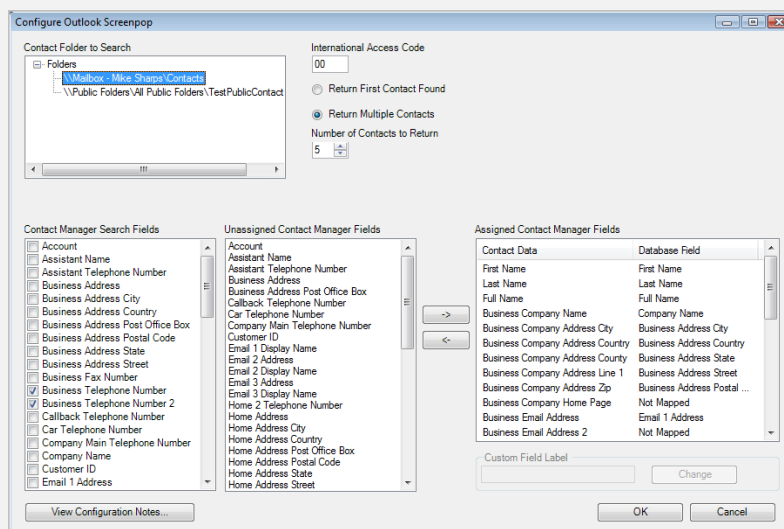 Configure Outlook Screenpop
Contact Folder to Search
Folders
\\Mailbox - Mike Sharps\Contacts
\\Public Folders\All Public Folders\TestPublicContact
International Access Code
00
Return First Contact Found
Return Multiple Contacts
Number of Contacts to Return
5
Contact Manager Search Fields
Account
Assistant Name
Assistant Telephone Number
Business Address
Business Address City
Business Address Country
Business Address Post Office Box
Business Address Postal Code
Business Address State
Business Address Street
Business Fax Number
Business Telephone Number
Business Telephone Number 2
Callback Telephone Number
Car Telephone Number
Company Main Telephone Number
Company Name
Customer ID
Email 1 Address
Unassigned Contact Manager Fields
Account
Assistant Name
Assistant Telephone Number
Business Address
Business Address Post Office Box
Callback Telephone Number
Car Telephone Number
Company Main Telephone Number
Customer ID
Email 1 Display Name
Email 2 Address
Email 2 Display Name
Email 3 Address
Email 3 Display Name
Home 2 Telephone Number
Home Address
Home Address City
Home Address Country
Home Address Post Office Box
Home Address Postal Code
Home Address State
Home Address Street
->
<-
Assigned Contact Manager Fields
Contact Data Database Field
First Name First Name
Last Name Last Name
Full Name Full Name
Business Company Name Company Name
Business Company Address City Business Address City
Business Company Address Country Business Address Country
Business Company Address County Business Address State
Business Company Address Line 1 Business Address Street
Business Company Address Zip Business Address Postal ...
Business Company Home Page Not Mapped
Business Email Address Email 1 Address
Business Email Address 2 Not Mapped
Custom Field Label
Change
View Configuration Notes...
OK
Cancel